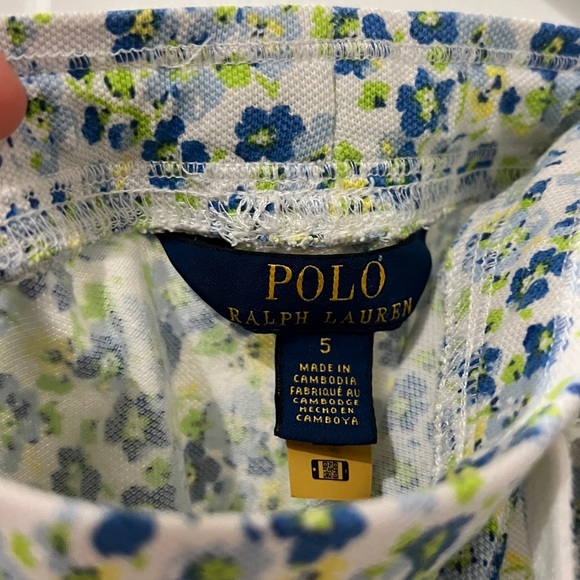 POLO
RALPH LAUREN
5
MADE IN
CAMBODIA
FABRIQUÉ AU
CAMBODGE
HECHO EN
CAMBOYA